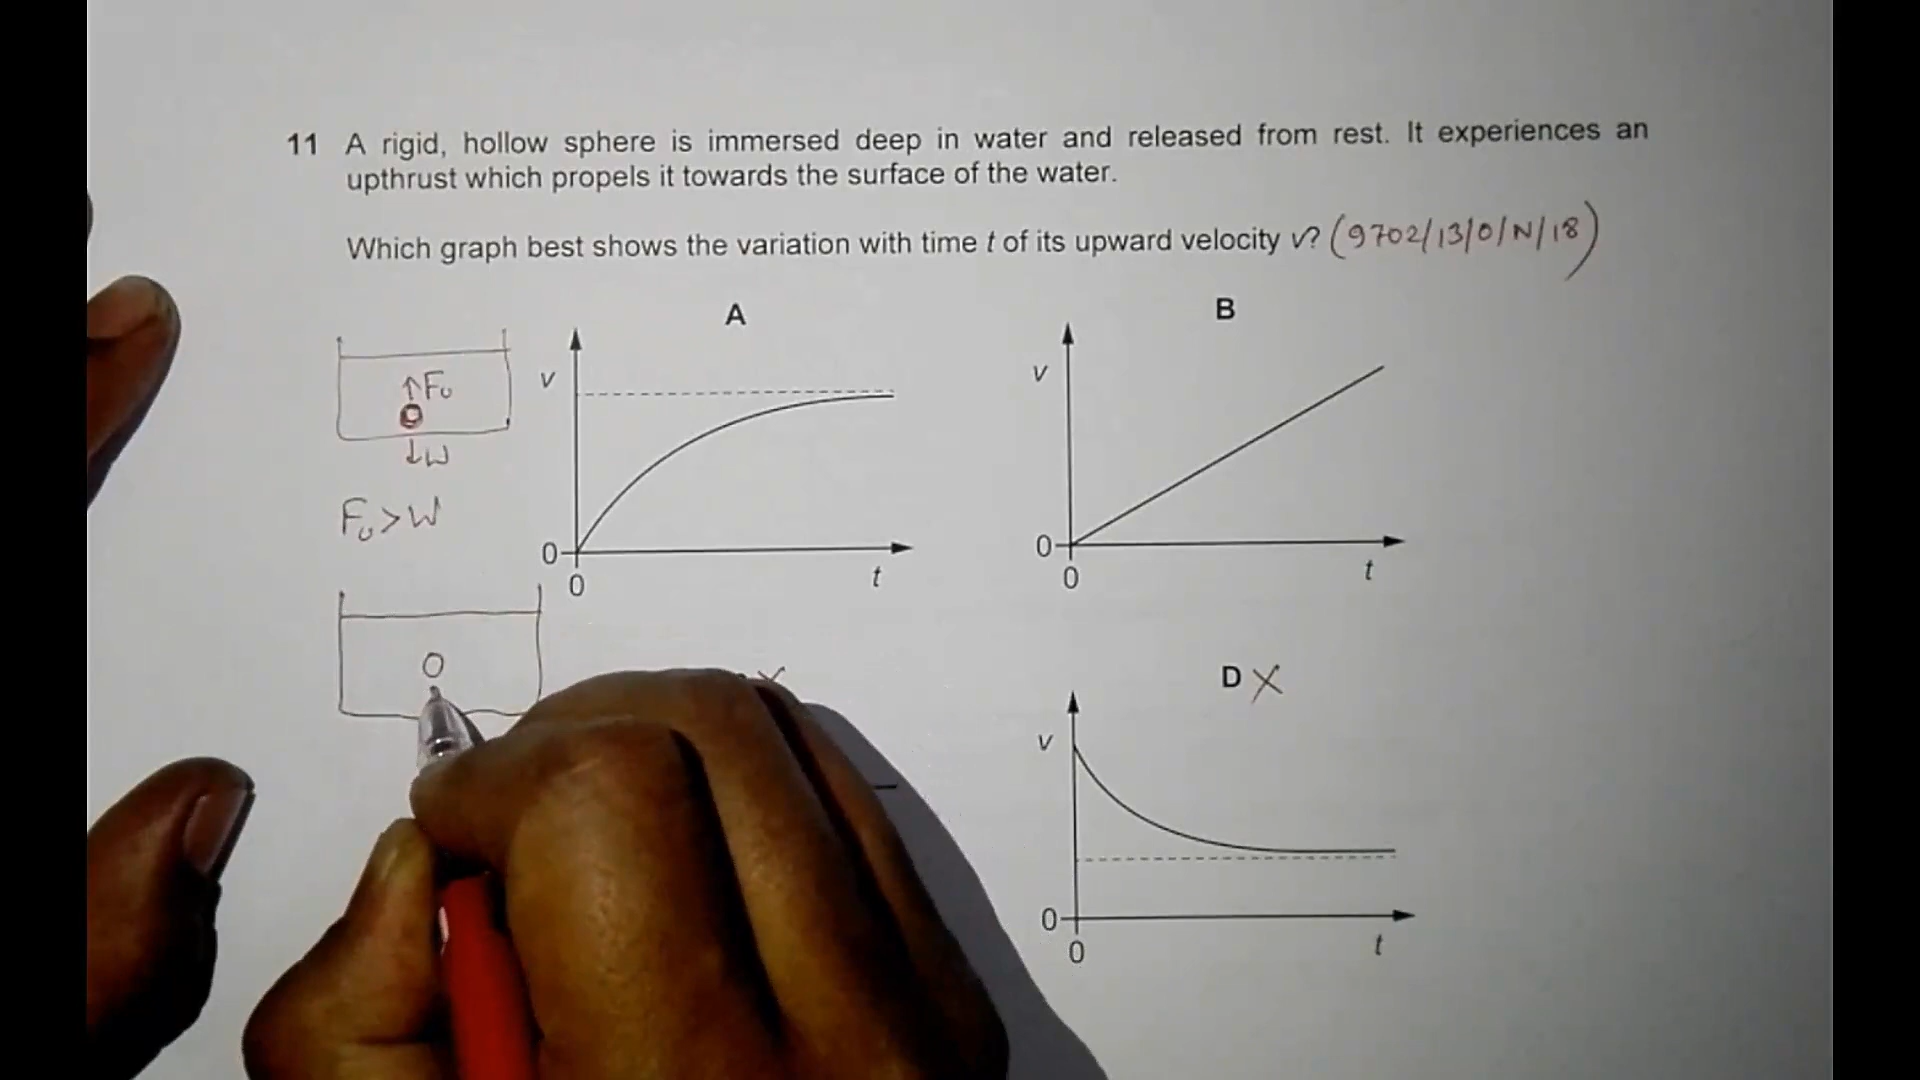 11 A rigid, hollow sphere is immersed deep in water and released from rest. It experiences an
upthrust which propels it towards the surface of the water.
Which graph best shows the variation with time t of its upward velocity v? (9702/13/O/N/18)
A
B
v
v
↑Fu
↓W
Fu>W
0
0
t
0
0
t
D X
v
0
0
t